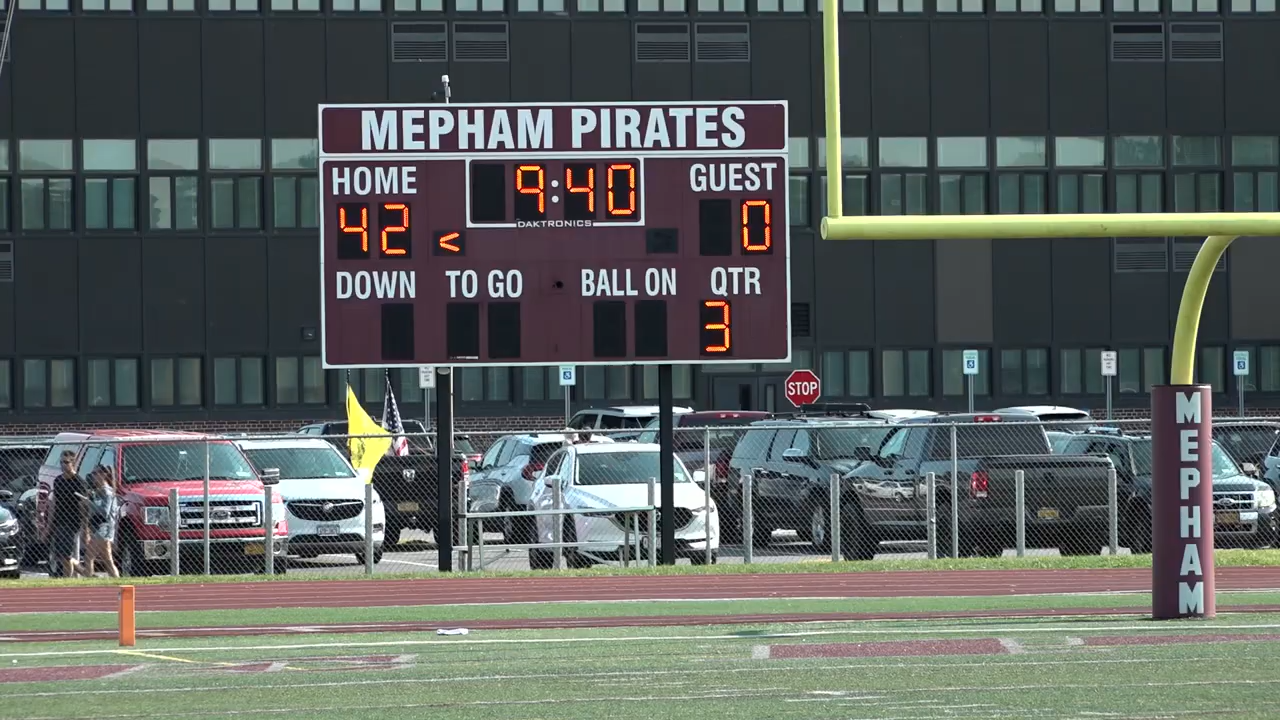 MEPHAM PIRATES
HOME 9:40 GUEST
DAKTRONICS
42 < 0
DOWN TO GO BALL ON QTR
3
STOP
MEPHAM